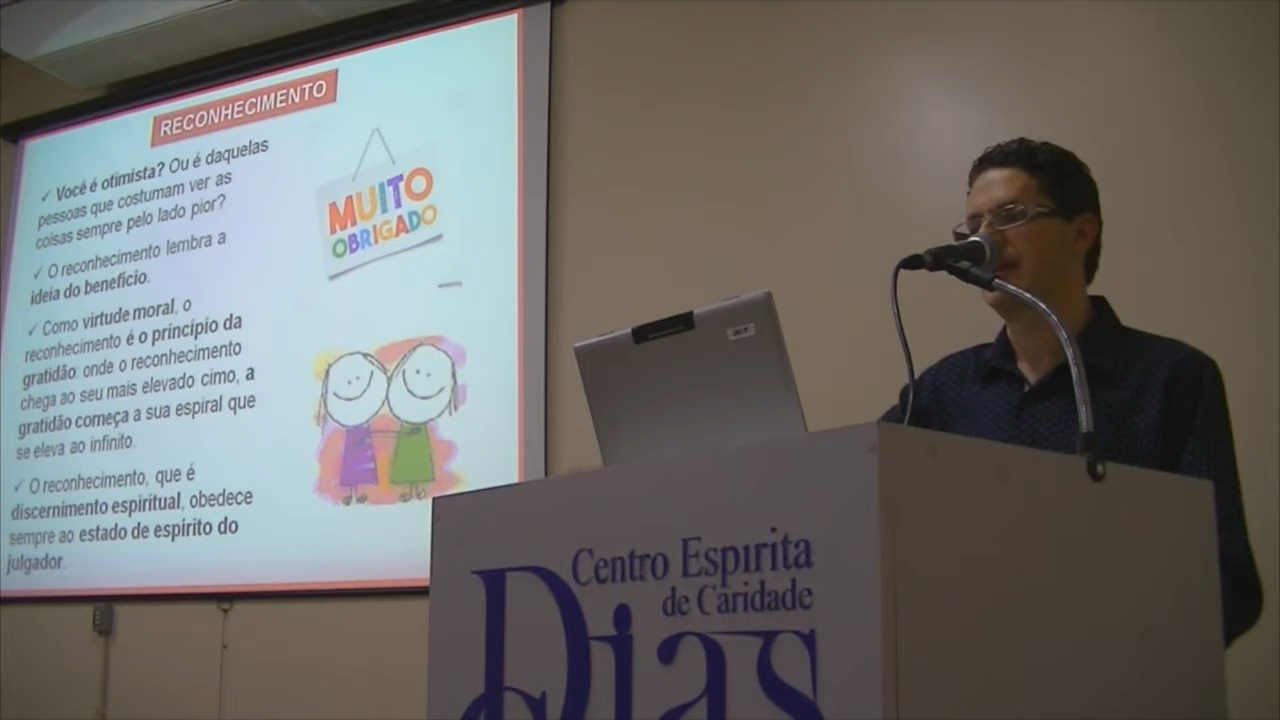 RECONHECIMENTO
✓ Você é otimista? Ou é daquelas
pessoas que costumam ver as
coisas sempre pelo lado pior?
✓ O reconhecimento lembra a
ideia do benefício.
✓ Como virtude moral, o
reconhecimento é o princípio da
gratidão: onde o reconhecimento
chega ao seu mais elevado cimo, a
gratidão começa a sua espiral que
se eleva ao infinito.
✓ O reconhecimento, que é
discernimento espiritual, obedece
sempre ao estado de espírito do
julgador.
MUITO
OBRIGADO
acer
Centro Espírita
de Caridade
Dias